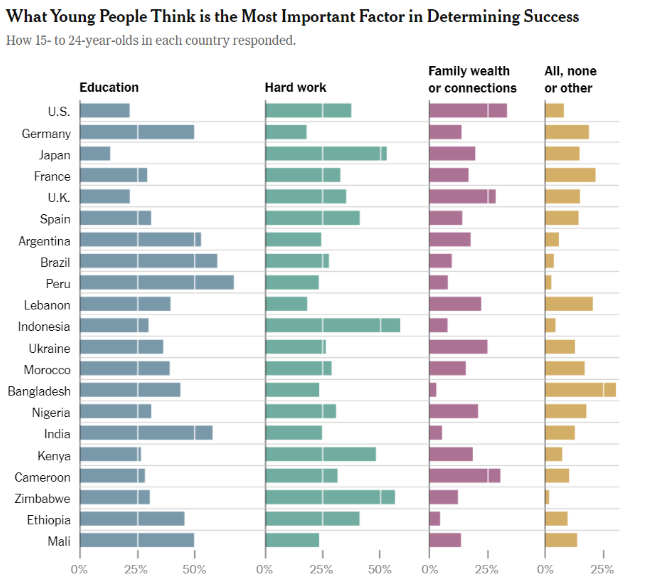 What Young People Think is the Most Important Factor in Determining Success
How 15- to 24-year-olds in each country responded.
Education
Hard work
Family wealth
or connections
All, none
or other
U.S.
Germany
Japan
France
U.K.
Spain
Argentina
Brazil
Peru
Lebanon
Indonesia
Ukraine
Morocco
Bangladesh
Nigeria
India
Kenya
Cameroon
Zimbabwe
Ethiopia
Mali
0% 25% 50% 0% 25% 50% 0% 25% 0% 25%